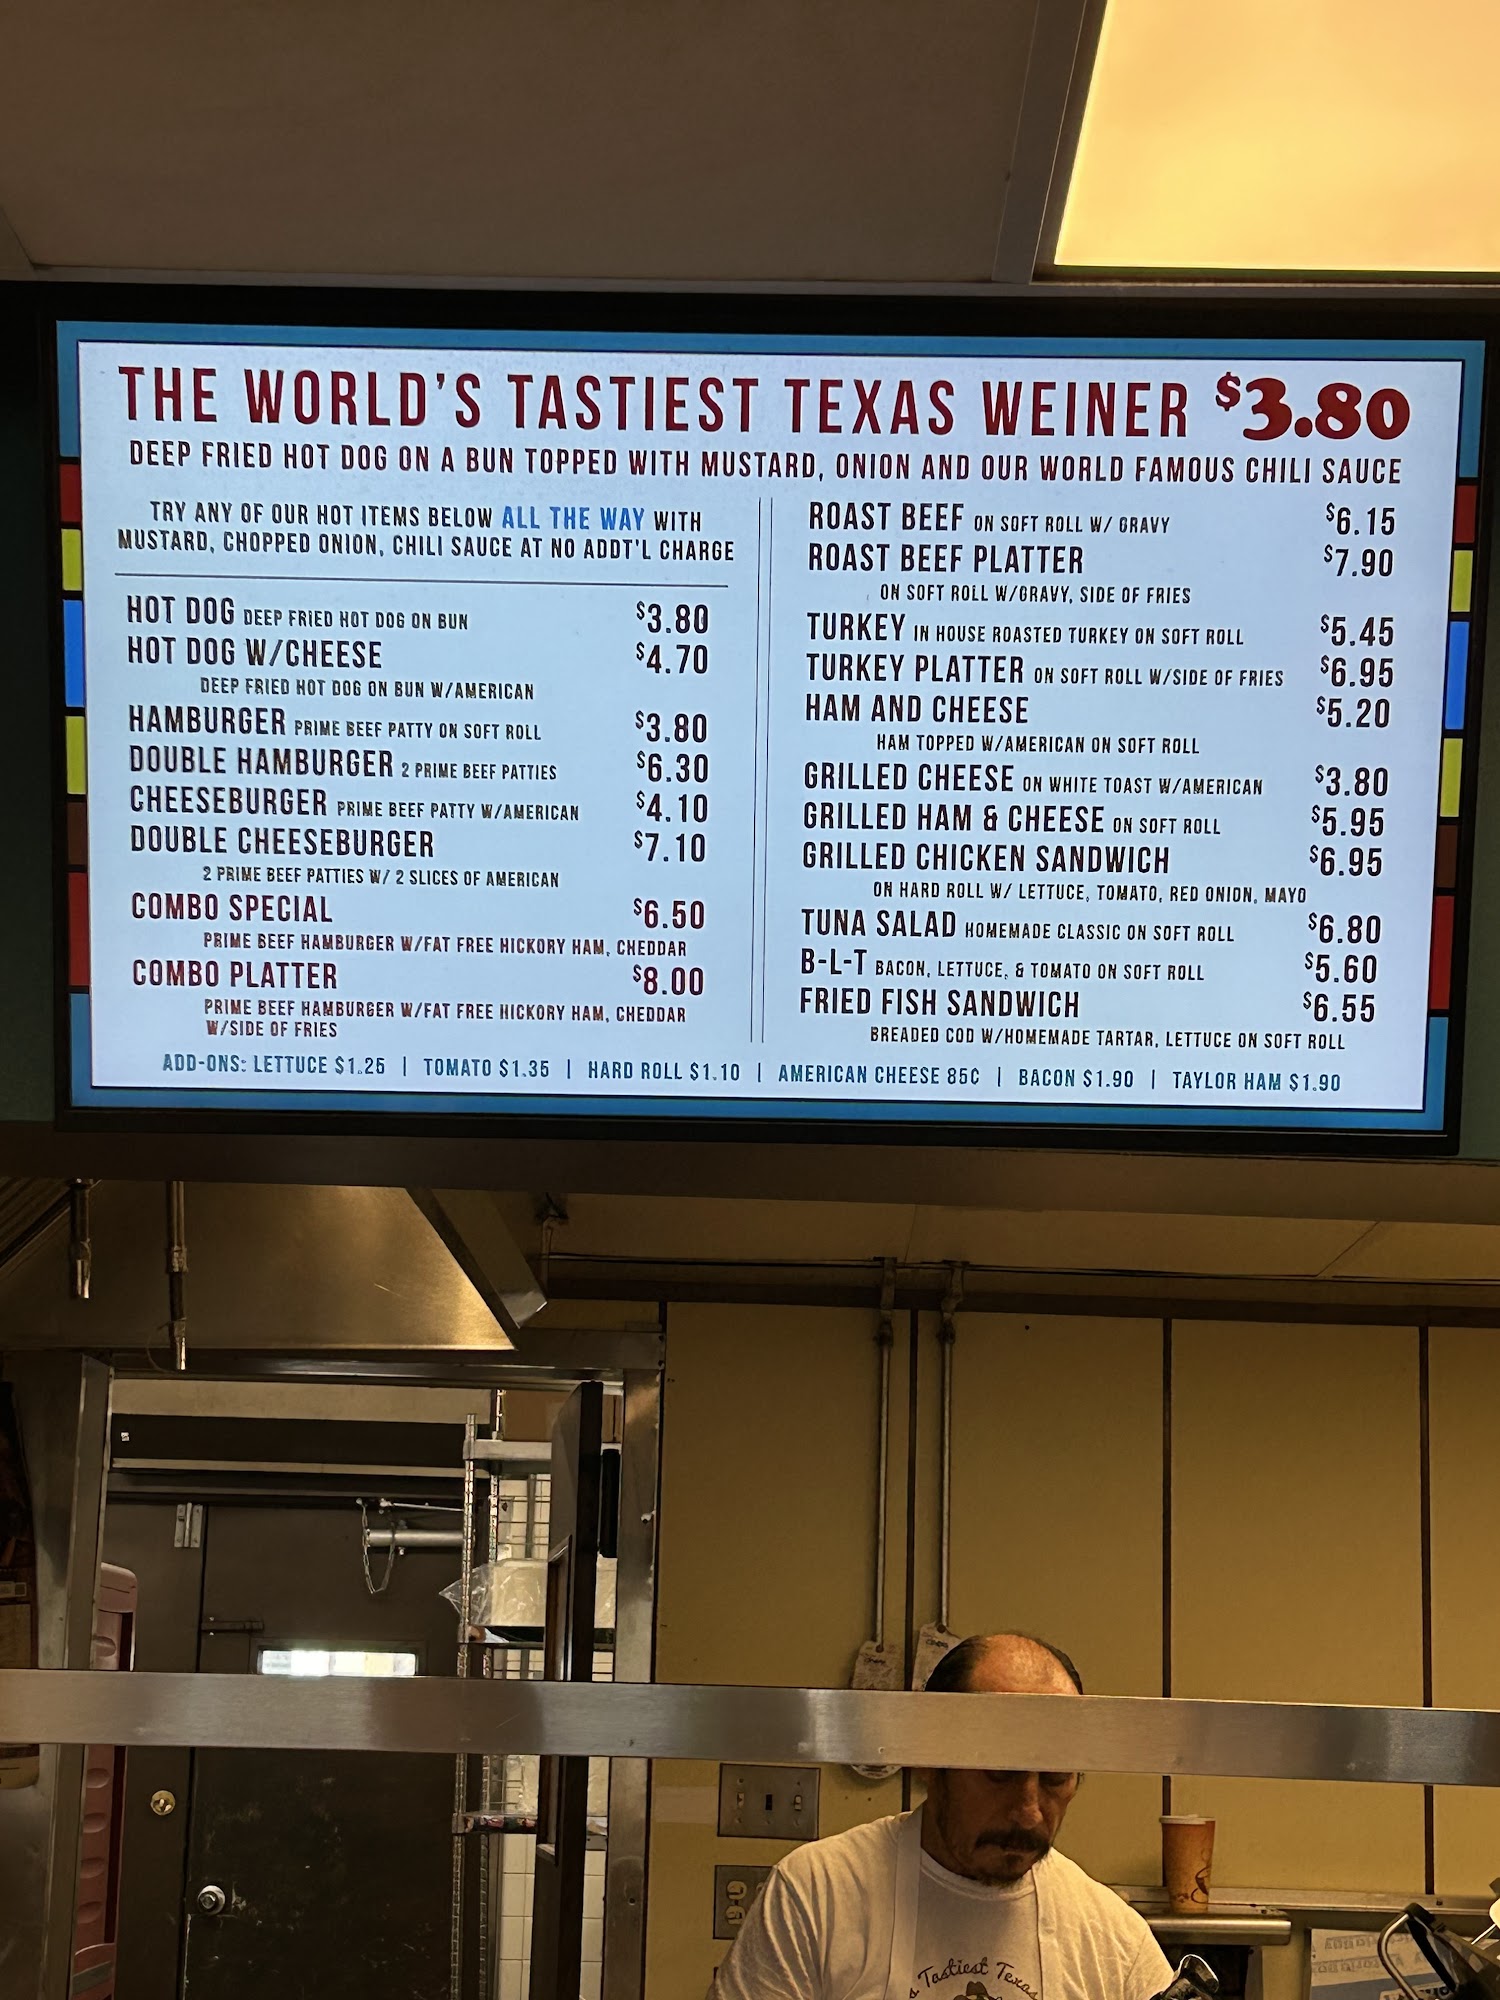 THE WORLD'S TASTIEST TEXAS WEINER $3.80
DEEP FRIED HOT DOG ON A BUN TOPPED WITH MUSTARD, ONION AND OUR WORLD FAMOUS CHILI SAUCE
TRY ANY OF OUR HOT ITEMS BELOW ALL THE WAY WITH
MUSTARD, CHOPPED ONION, CHILI SAUCE AT NO ADDT'L CHARGE
HOT DOG DEEP FRIED HOT DOG ON BUN $3.80
HOT DOG W/CHEESE $4.70
DEEP FRIED HOT DOG ON BUN W/AMERICAN
HAMBURGER PRIME BEEF PATTY ON SOFT ROLL $3.80
DOUBLE HAMBURGER 2 PRIME BEEF PATTIES $6.30
CHEESEBURGER PRIME BEEF PATTY W/AMERICAN $4.10
DOUBLE CHEESEBURGER $7.10
2 PRIME BEEF PATTIES W/ 2 SLICES OF AMERICAN
COMBO SPECIAL $6.50
PRIME BEEF HAMBURGER W/FAT FREE HICKORY HAM, CHEDDAR
COMBO PLATTER $8.00
PRIME BEEF HAMBURGER W/FAT FREE HICKORY HAM, CHEDDAR
W/SIDE OF FRIES
ROAST BEEF ON SOFT ROLL W/ GRAVY $6.15
ROAST BEEF PLATTER $7.90
ON SOFT ROLL W/GRAVY, SIDE OF FRIES
TURKEY IN HOUSE ROASTED TURKEY ON SOFT ROLL $5.45
TURKEY PLATTER ON SOFT ROLL W/SIDE OF FRIES $6.95
HAM AND CHEESE $5.20
HAM TOPPED W/AMERICAN ON SOFT ROLL
GRILLED CHEESE ON WHITE TOAST W/AMERICAN $3.80
GRILLED HAM & CHEESE ON SOFT ROLL $5.95
GRILLED CHICKEN SANDWICH $6.95
ON HARD ROLL W/ LETTUCE, TOMATO, RED ONION, MAYO
TUNA SALAD HOMEMADE CLASSIC ON SOFT ROLL $6.80
B-L-T BACON, LETTUCE, & TOMATO ON SOFT ROLL $5.60
FRIED FISH SANDWICH $6.55
BREADED COD W/HOMEMADE TARTAR, LETTUCE ON SOFT ROLL
ADD-ONS: LETTUCE $1.25 | TOMATO $1.35 | HARD ROLL $1.10 | AMERICAN CHEESE 85C | BACON $1.90 | TAYLOR HAM $1.90
Tastiest Texas